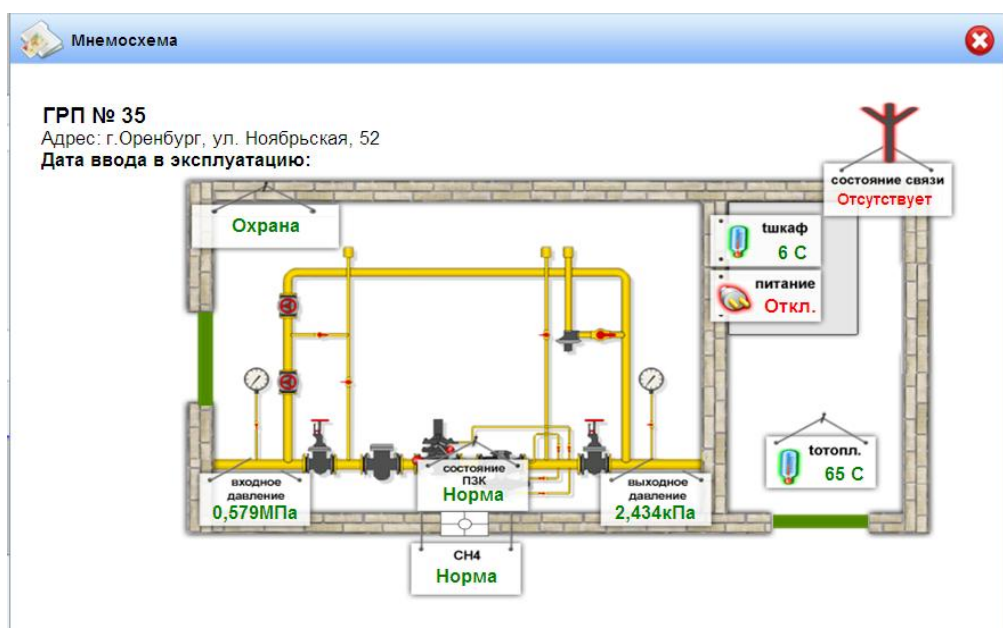 Мнемосхема
ГРП № 35
Адрес: г.Оренбург, ул. Ноябрьская, 52
Дата ввода в эксплуатацию:
состояние связи
Отсутствует
Охрана
tшкаф
6 С
питание
Откл.
tотопл.
65 С
входное
давление
0,579МПа
состояние
ПЗК
Норма
выходное
давление
2,434кПа
СН4
Норма